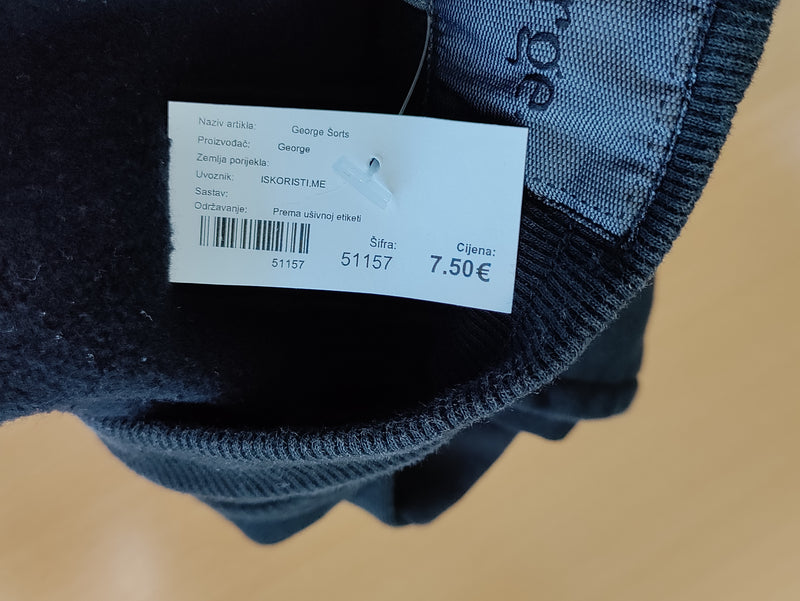 rge
Naziv artikla: George Šorts
Proizvođač: George
Zemlja porijekla:
Uvoznik: ISKORISTI.ME
Sastav:
Održavanje: Prema ušivnoj etiketi
51157
Šifra:
51157
Cijena:
7.50€